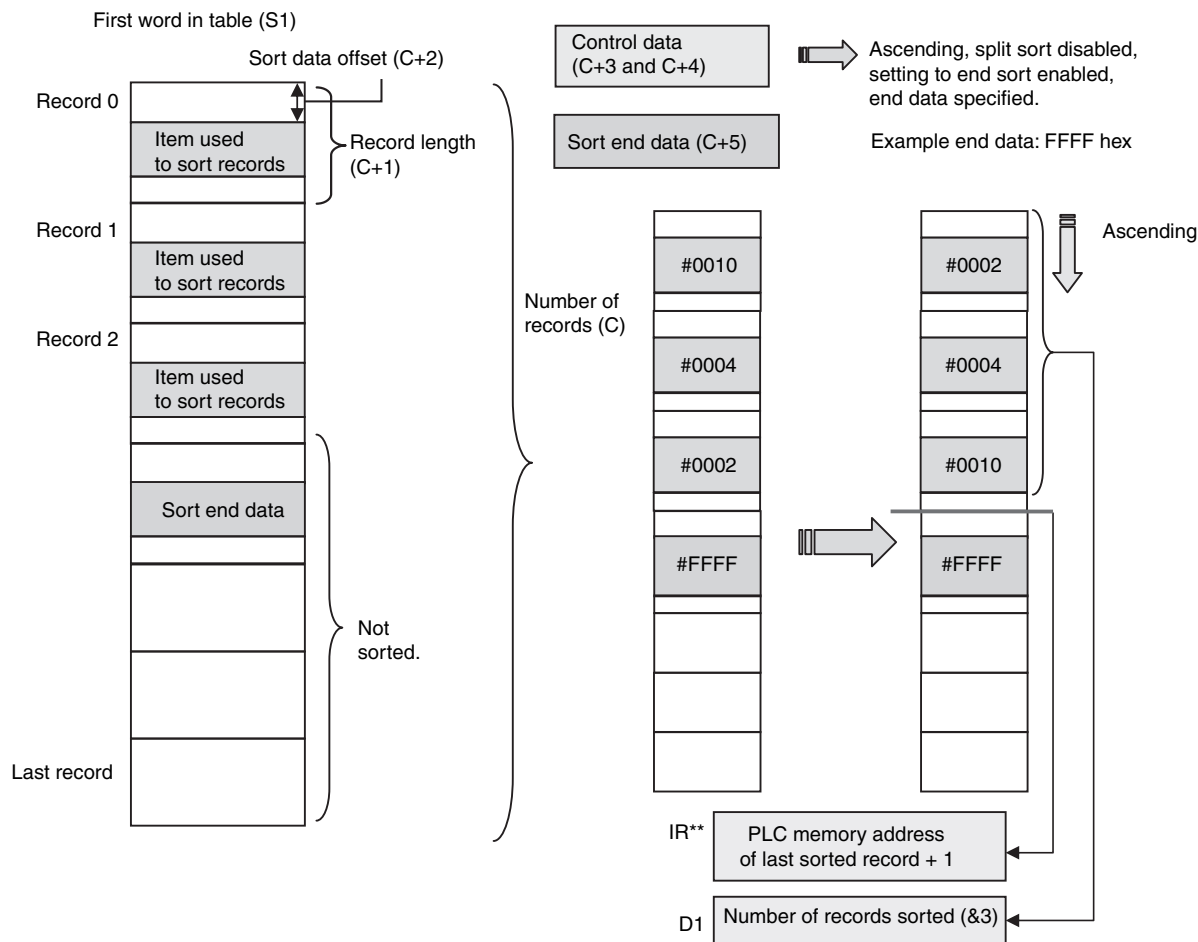 First word in table (S1)
Sort data offset (C+2)
Record 0
Item used
to sort records
Record length
(C+1)
Record 1
Item used
to sort records
Record 2
Item used
to sort records
Sort end data
Not
sorted.
Last record
Number of
records (C)
Control data
(C+3 and C+4)
Ascending, split sort disabled,
setting to end sort enabled,
end data specified.
Sort end data (C+5)
Example end data: FFFF hex
#0010
#0004
#0002
#FFFF
#0002
#0004
#0010
#FFFF
Ascending
IR**
PLC memory address
of last sorted record + 1
D1
Number of records sorted (&3)